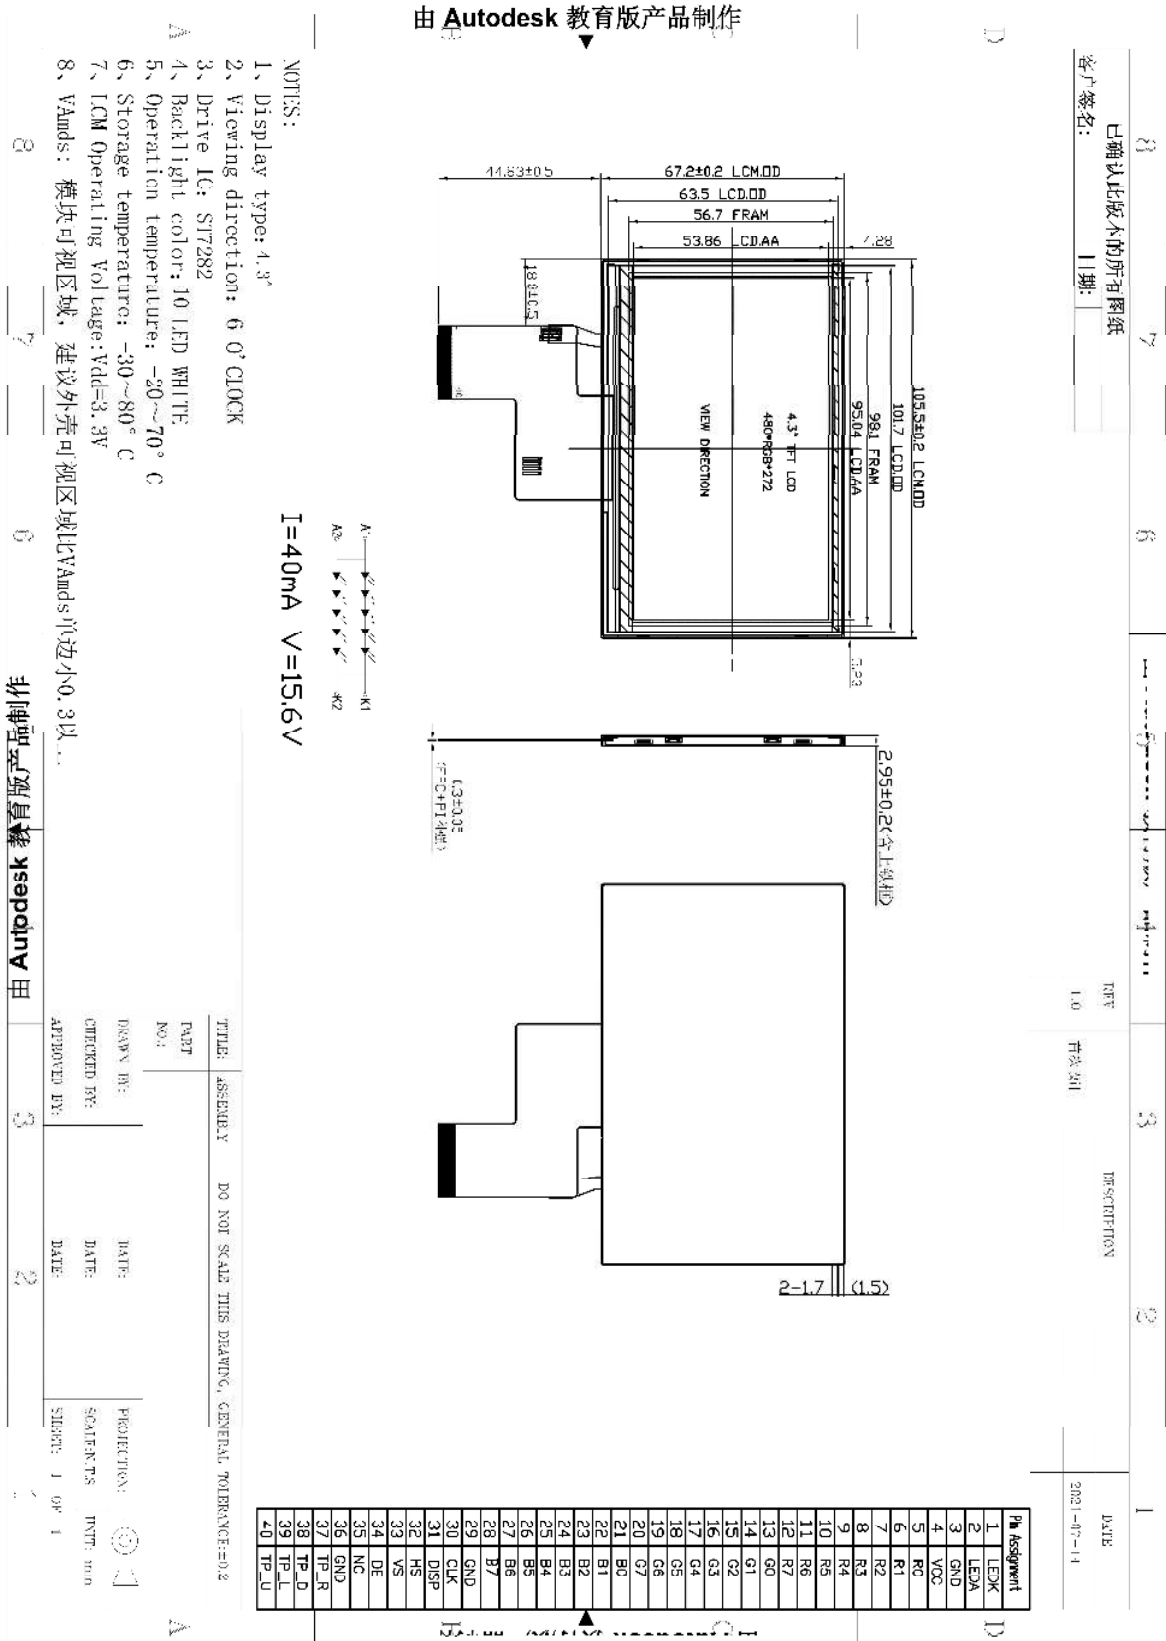 由 Autodesk 教育版产品制作
已确认此版本的所有图纸
客户签名:
日期:
REV
DESCRIPTION
DATE
1.0
2021-07-14
67.2±0.2 LCM.OD
63.5 LCD.OD
56.7 FRAM
53.86 LCD.AA
44.63±0.5
105.5±0.2 LCM.OD
101.7 LCD.OD
98.1 FRAM
95.04 LCD.AA
4.3" TFT LCD
480*RGB*272
VIEW DIRECTION
K1
K2
I=40mA V=15.6V
2-1.7 (1.5)
NOTES:
1、Display type: 4.3"
2、Viewing direction: 6 O'CLOCK
3、Drive IC: ST7282
4、Backlight color: 10 LED WHITE
5、Operation temperature: -20~70° C
6、Storage temperature: -30~80° C
7、LCM Operating Voltage: Vdd=3.3V
8、VAmds: 模块可视区域, 建议外壳可视区域比VAmds单边小0.3以
Pin Assignment
1 LEDK
2 LEDA
3 GND
4 VCC
5 R0
6 R1
7 R2
8 R3
9 R4
10 R5
11 R6
12 R7
13 G0
14 G1
15 G2
16 G3
17 G4
18 G5
19 G6
20 G7
21 B0
22 B1
23 B2
24 B3
25 B4
26 B5
27 B6
28 B7
29 GND
30 CLK
31 DISP
32 HS
33 VS
34 DE
35 NC
36 GND
37 TP_R
38 TP_D
39 TP_L
40 TP_U
TITLE: ASSEMBLY
DO NOT SCALE THIS DRAWING, GENERAL TOLERANCE:±0.2
PART NO.:
DRAWN BY: DATE: PROJECTION:
CHECKED BY: DATE: SCALE:N.T.S UNIT: mm
APPROVED BY: DATE: SHEET: 1 OF 1
由 Autodesk 教育版产品制作